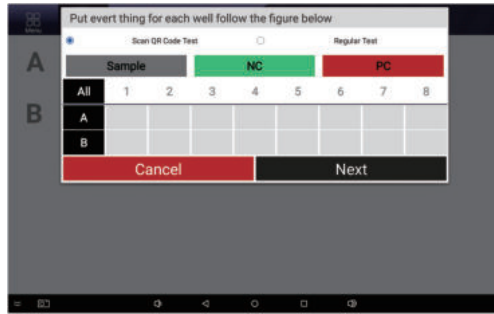 Menu
Put evert thing for each well follow the figure below
Scan QR Code Test Regular Test
A
Sample NC PC
All 1 2 3 4 5 6 7 8
A
B
B
Cancel Next